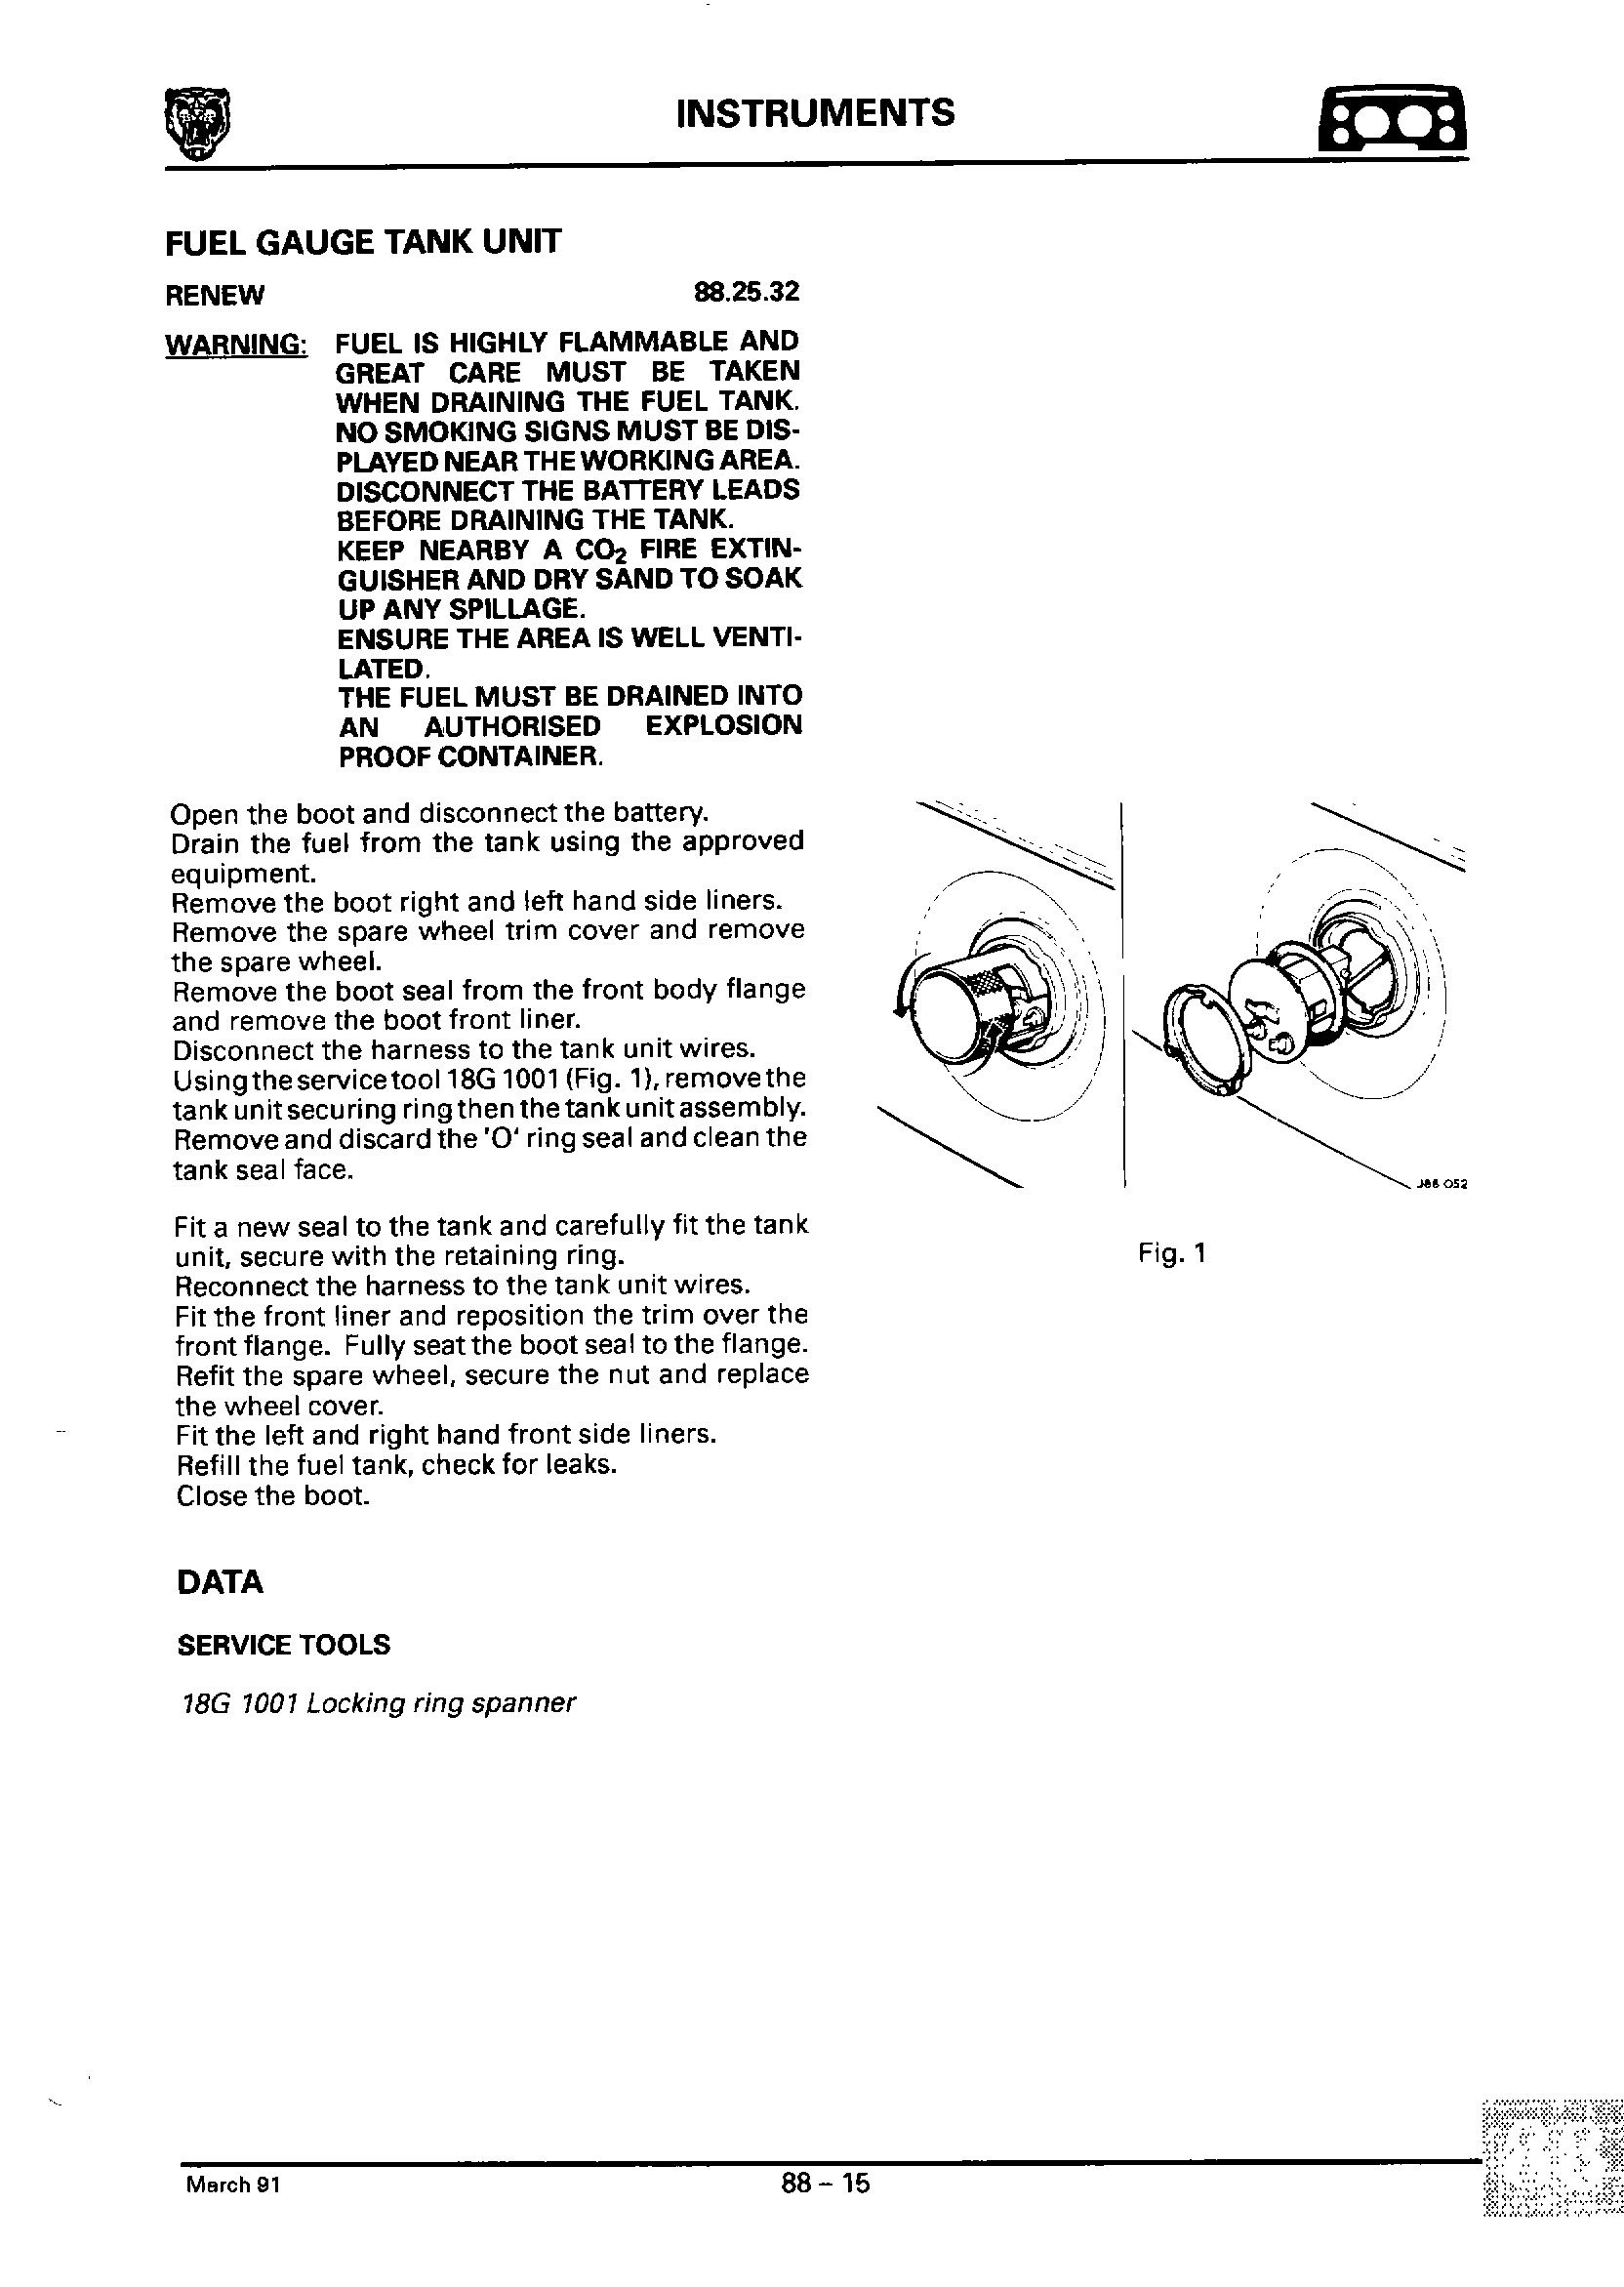 INSTRUMENTS
FUEL GAUGE TANK UNIT
RENEW 88.25.32
WARNING: FUEL IS HIGHLY FLAMMABLE AND
GREAT CARE MUST BE TAKEN
WHEN DRAINING THE FUEL TANK.
NO SMOKING SIGNS MUST BE DIS-
PLAYED NEAR THE WORKING AREA.
DISCONNECT THE BATTERY LEADS
BEFORE DRAINING THE TANK.
KEEP NEARBY A CO₂ FIRE EXTIN-
GUISHER AND DRY SAND TO SOAK
UP ANY SPILLAGE.
ENSURE THE AREA IS WELL VENTI-
LATED.
THE FUEL MUST BE DRAINED INTO
AN AUTHORISED EXPLOSION
PROOF CONTAINER.
Open the boot and disconnect the battery.
Drain the fuel from the tank using the approved
equipment.
Remove the boot right and left hand side liners.
Remove the spare wheel trim cover and remove
the spare wheel.
Remove the boot seal from the front body flange
and remove the boot front liner.
Disconnect the harness to the tank unit wires.
Using the service tool 18G 1001 (Fig. 1), remove the
tank unit securing ring then the tank unit assembly.
Remove and discard the 'O' ring seal and clean the
tank seal face.
Fit a new seal to the tank and carefully fit the tank
unit, secure with the retaining ring.
Reconnect the harness to the tank unit wires.
Fit the front liner and reposition the trim over the
front flange. Fully seat the boot seal to the flange.
Refit the spare wheel, secure the nut and replace
the wheel cover.
Fit the left and right hand front side liners.
Refill the fuel tank, check for leaks.
Close the boot.
DATA
SERVICE TOOLS
18G 1001 Locking ring spanner
J88 052
Fig. 1
March 91
88 – 15